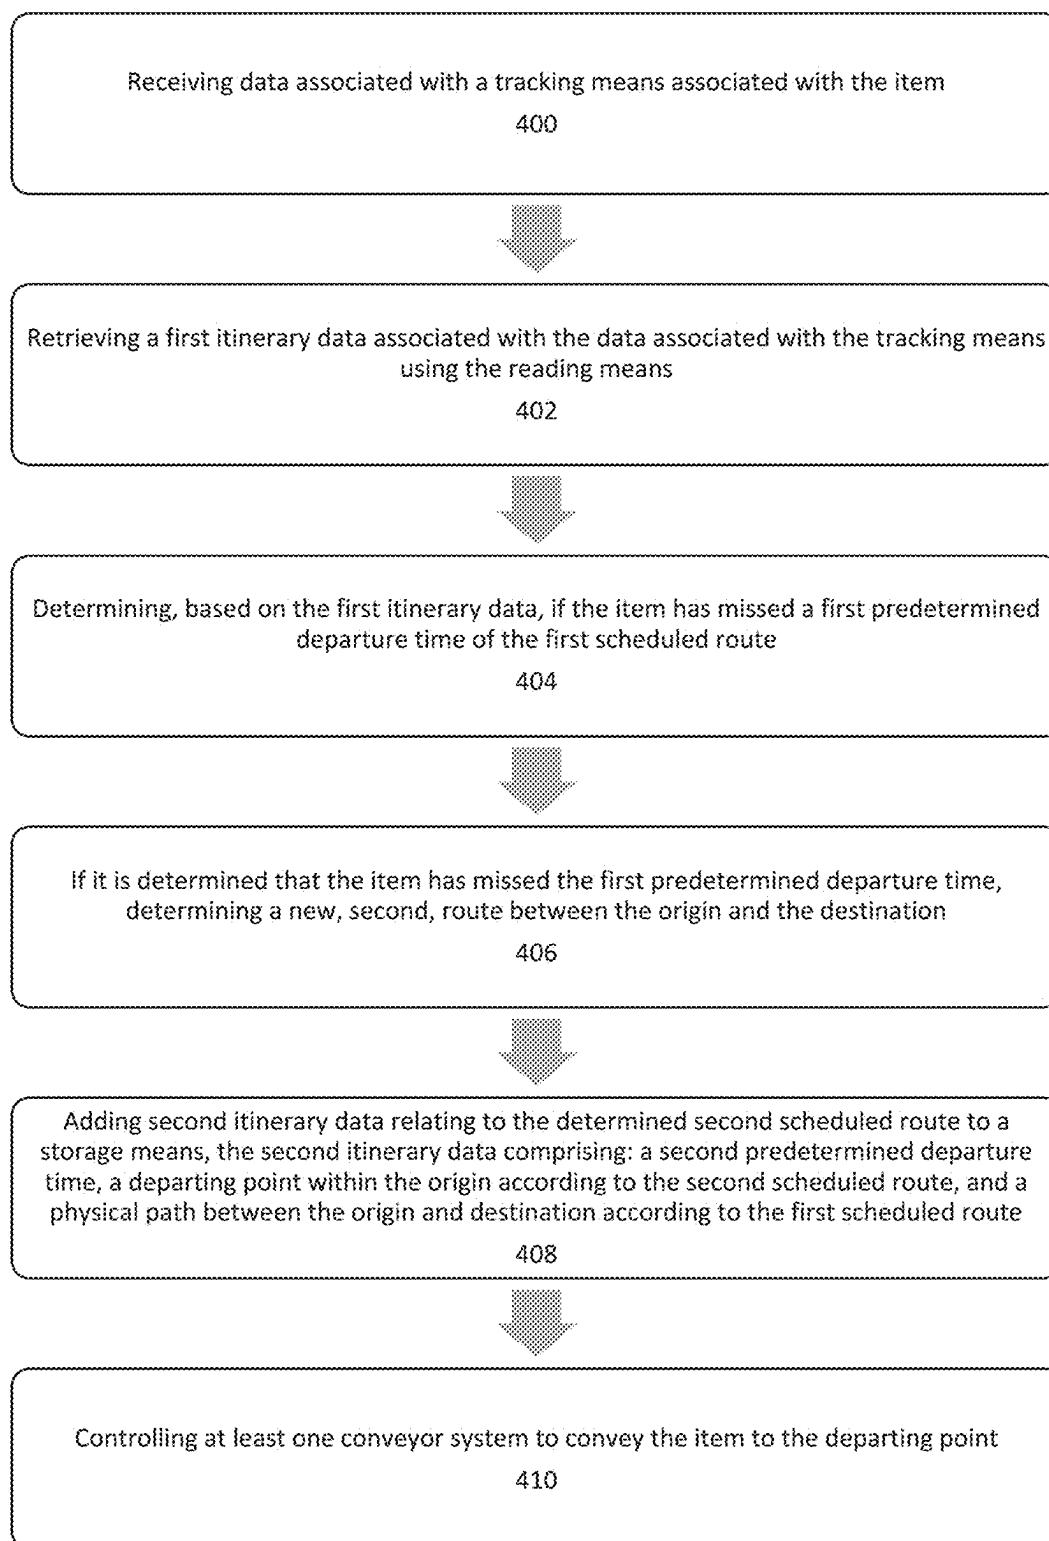 Receiving data associated with a tracking means associated with the item
400
Retrieving a first itinerary data associated with the data associated with the tracking means
using the reading means
402
Determining, based on the first itinerary data, if the item has missed a first predetermined
departure time of the first scheduled route
404
If it is determined that the item has missed the first predetermined departure time,
determining a new, second, route between the origin and the destination
406
Adding second itinerary data relating to the determined second scheduled route to a
storage means, the second itinerary data comprising: a second predetermined departure
time, a departing point within the origin according to the second scheduled route, and a
physical path between the origin and destination according to the first scheduled route
408
Controlling at least one conveyor system to convey the item to the departing point
410